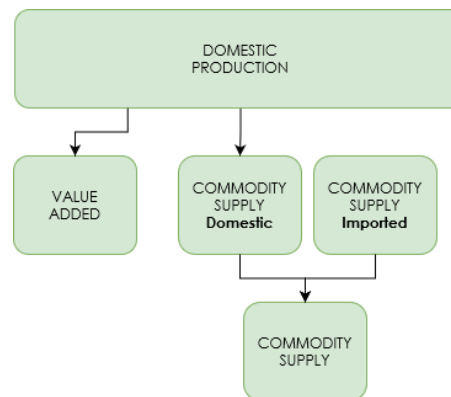 DOMESTIC
PRODUCTION
VALUE
ADDED
COMMODITY
SUPPLY
Domestic
COMMODITY
SUPPLY
Imported
COMMODITY
SUPPLY